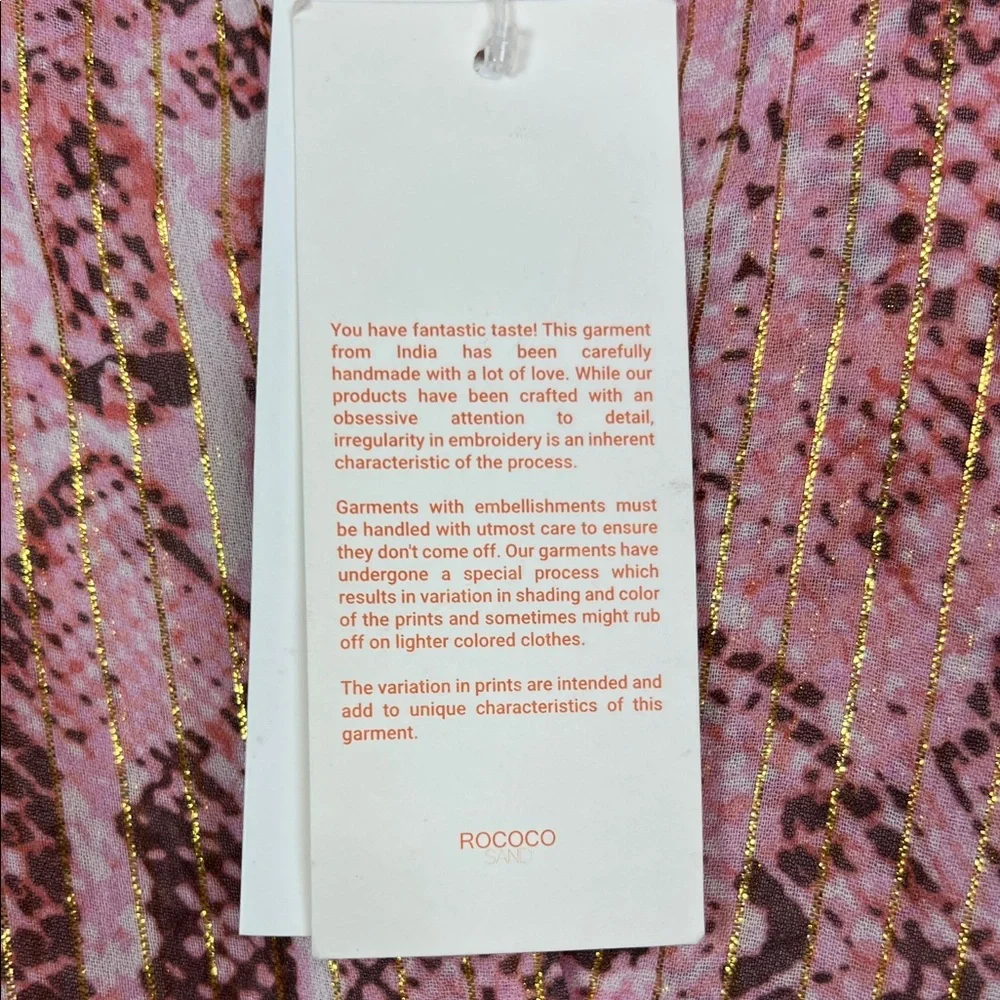 You have fantastic taste! This garment
from India has been carefully
handmade with a lot of love. While our
products have been crafted with an
obsessive attention to detail,
irregularity in embroidery is an inherent
characteristic of the process.
Garments with embellishments must
be handled with utmost care to ensure
they don't come off. Our garments have
undergone a special process which
results in variation in shading and color
of the prints and sometimes might rub
off on lighter colored clothes.
The variation in prints are intended and
add to unique characteristics of this
garment.
ROCOCO
SAND